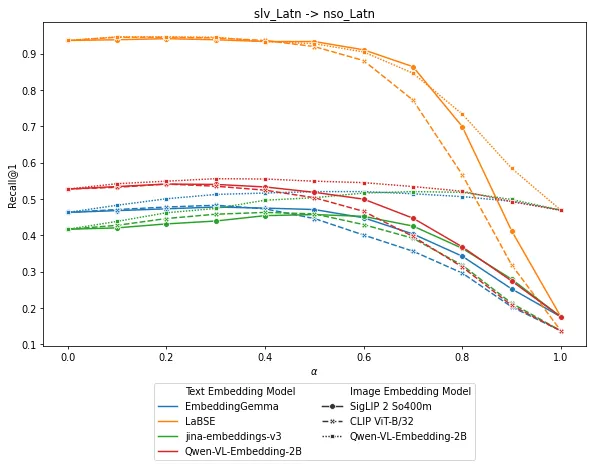 slv_Latn -> nso_Latn
Recall@1
0.9
0.8
0.7
0.6
0.5
0.4
0.3
0.2
0.1
0.0 0.2 0.4 0.6 0.8 1.0
α
Text Embedding Model Image Embedding Model
EmbeddingGemma SigLIP 2 So400m
LaBSE CLIP ViT-B/32
jina-embeddings-v3 Qwen-VL-Embedding-2B
Qwen-VL-Embedding-2B